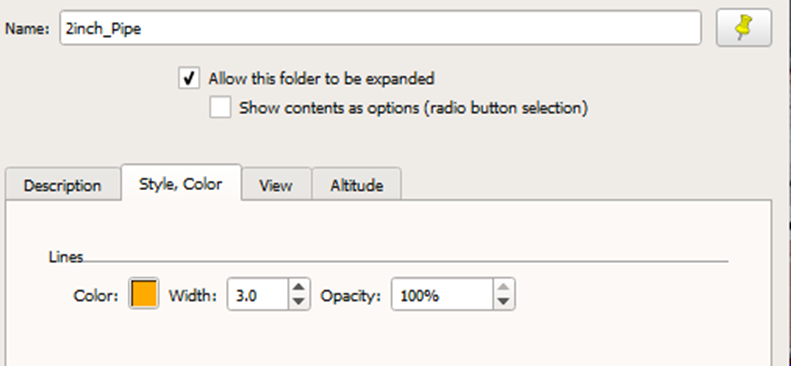 Name: 2inch_Pipe
Allow this folder to be expanded
Show contents as options (radio button selection)
Description Style, Color View Altitude
Lines
Color: Width: 3.0 Opacity: 100%